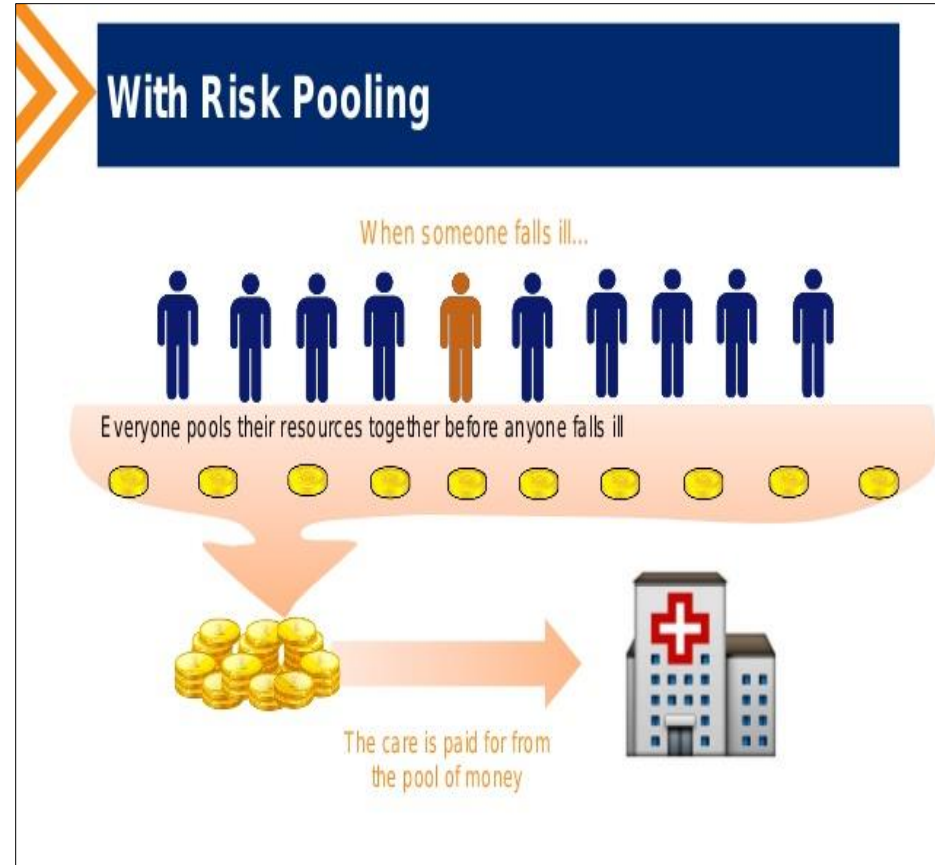 With Risk Pooling
When someone falls ill...
Everyone pools their resources together before anyone falls ill
The care is paid for from
the pool of money